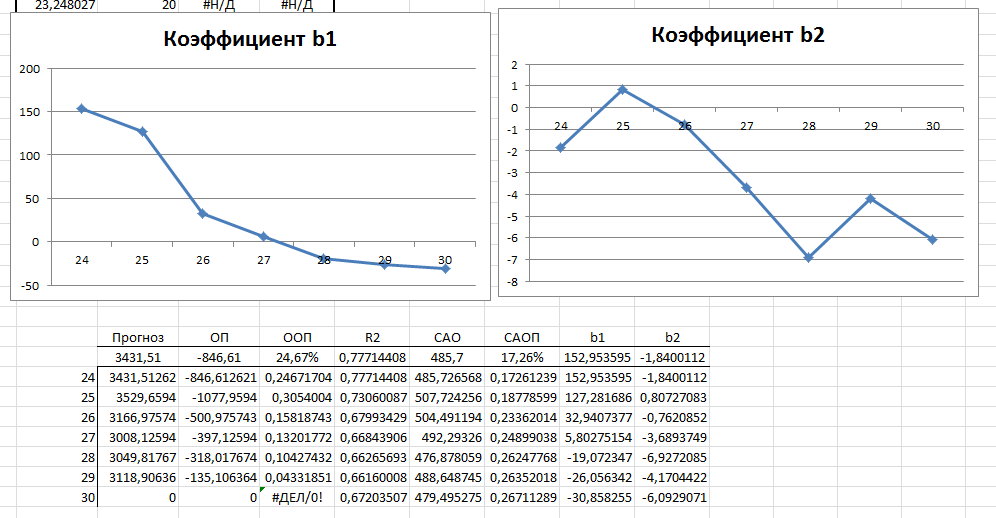 23,248027 20 #Н/Д #Н/Д
Коэффициент b1
200
150
100
50
0
-50
24 25 26 27 28 29 30
Коэффициент b2
2
1
0
-1
-2
-3
-4
-5
-6
-7
-8
24 25 26 27 28 29 30
Прогноз ОП ООП R2 САО САОП b1 b2
3431,51 -846,61 24,67% 0,77714408 485,7 17,26% 152,953595 -1,8400112
24 3431,51262 -846,612621 0,24671704 0,77714408 485,726568 0,17261239 152,953595 -1,8400112
25 3529,6594 -1077,9594 0,3054004 0,73060087 507,724256 0,18778599 127,281686 0,80727083
26 3166,97574 -500,975743 0,15818743 0,67993429 504,491194 0,23362014 32,9407377 -0,7620852
27 3008,12594 -397,12594 0,13201772 0,66843906 492,29326 0,24899038 5,80275154 -3,6893749
28 3049,81767 -318,017674 0,10427432 0,66265693 476,878059 0,26247768 -19,072347 -6,9272085
29 3118,90636 -135,106364 0,04331851 0,66160008 488,648745 0,26352018 -26,056342 -4,1704422
30 0 0 #ДЕЛ/0! 0,67203507 479,495275 0,26711289 -30,858255 -6,0929071